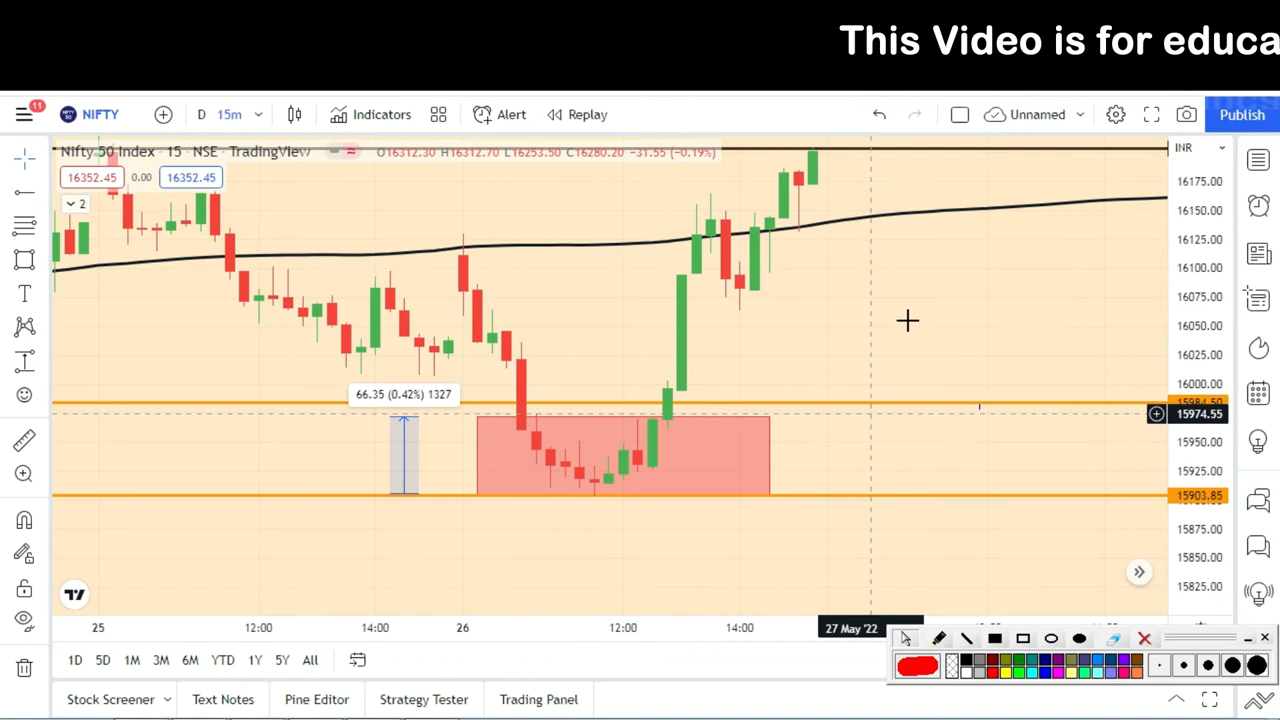 This Video is for educa
11
NIFTY
D 15m
Indicators
Alert
Replay
Unnamed
Publish
Nifty 50 Index · 15 · NSE · TradingView
O16312.30 H16312.70 L16253.50 C16280.20 −31.55 (−0.19%)
INR
16352.45 0.00 16352.45
2
16175.00
16150.00
16125.00
16100.00
16075.00
16050.00
16025.00
16000.00
15984.50
15974.55
15950.00
15925.00
15903.85
15875.00
15850.00
15825.00
66.35 (0.42%) 1327
25 12:00 14:00 26 12:00 14:00 27 May '22
1D 5D 1M 3M 6M YTD 1Y 5Y All
Stock Screener Text Notes Pine Editor Strategy Tester Trading Panel